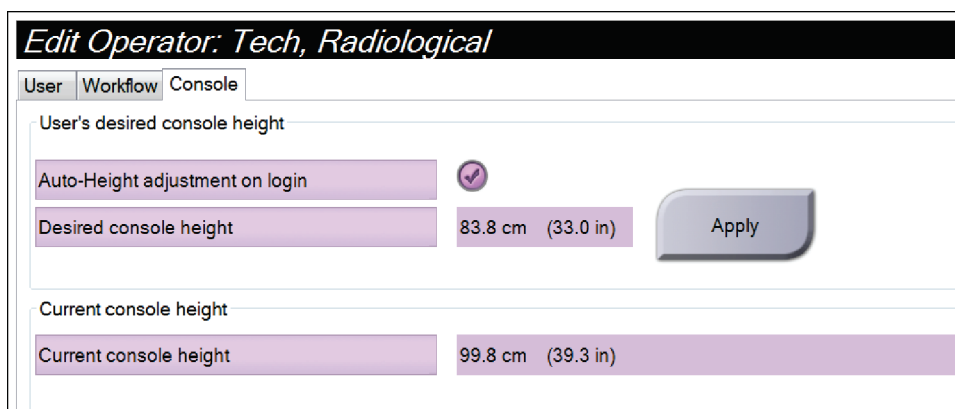 Edit Operator: Tech, Radiological
User Workflow Console
User's desired console height
Auto-Height adjustment on login
Desired console height 83.8 cm (33.0 in) Apply
Current console height
Current console height 99.8 cm (39.3 in)